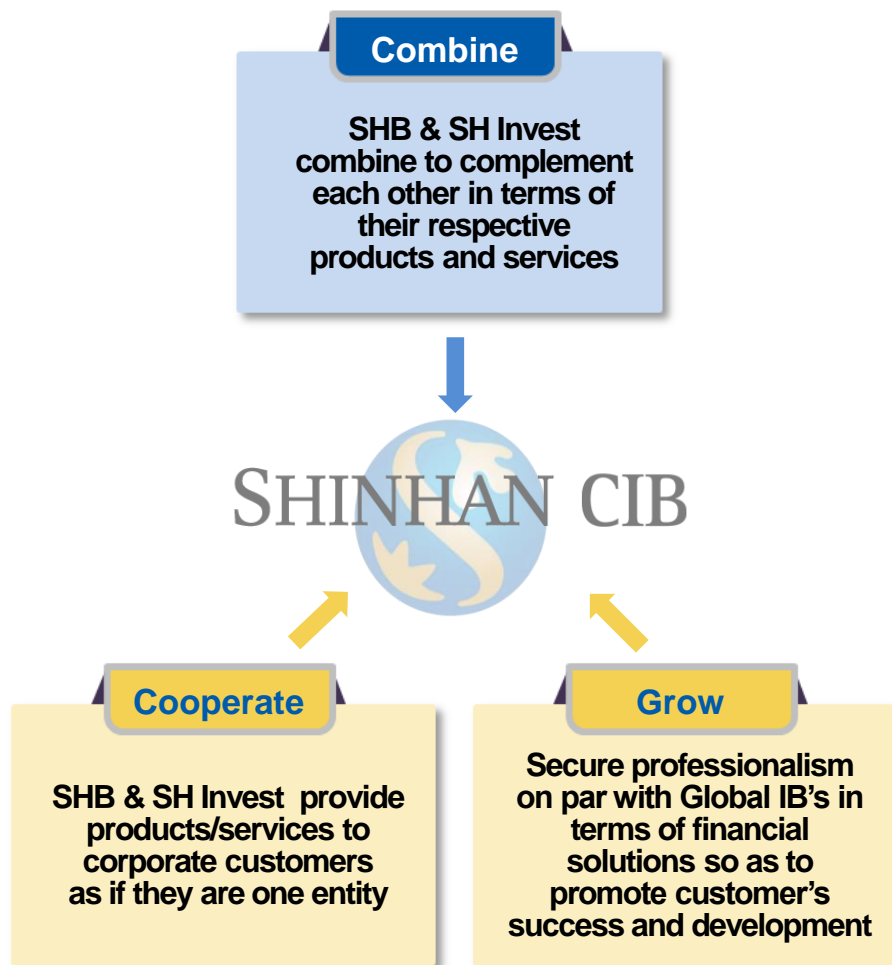 Combine
SHB & SH Invest
combine to complement
each other in terms of
their respective
products and services
SHINHAN CIB
Cooperate
SHB & SH Invest provide
products/services to
corporate customers
as if they are one entity
Grow
Secure professionalism
on par with Global IB's in
terms of financial
solutions so as to
promote customer's
success and development